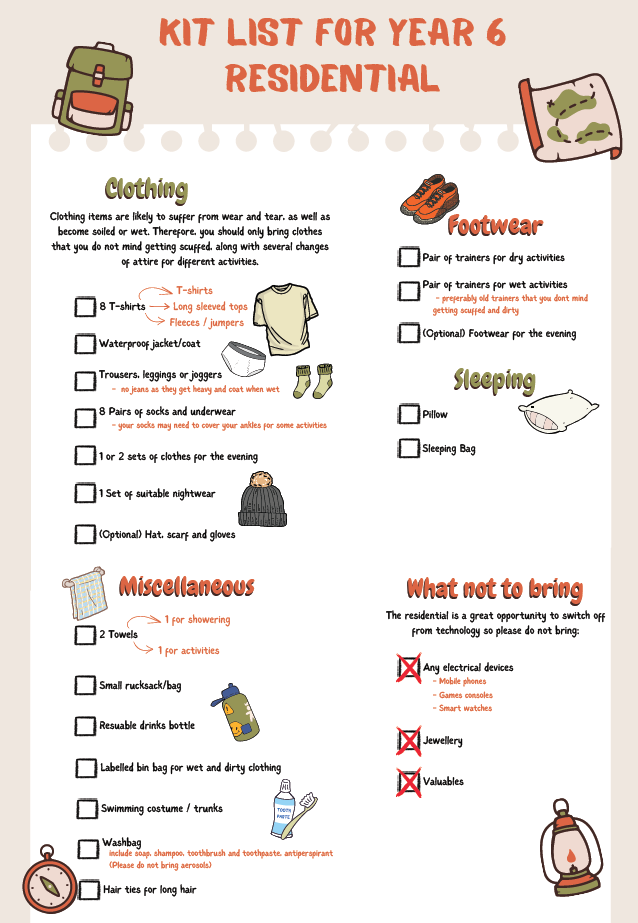 KIT LIST FOR YEAR 6
RESIDENTIAL
Clothing
Clothing items are likely to suffer from wear and tear, as well as
become soiled or wet. Therefore, you should only bring clothes
that you do not mind getting scuffed, along with several changes
of attire for different activities.
8 T-shirts
T-shirts
Long sleeved tops
Fleeces / jumpers
Waterproof jacket/coat
Trousers, leggings or joggers
- no jeans as they get heavy and coat when wet
8 Pairs of socks and underwear
- your socks may need to cover your ankles for some activities
1 or 2 sets of clothes for the evening
1 Set of suitable nightwear
(Optional) Hat, scarf and gloves
Footwear
Pair of trainers for dry activities
Pair of trainers for wet activities
- preferably old trainers that you dont mind
getting scuffed and dirty
(Optional) Footwear for the evening
Sleeping
Pillow
Sleeping Bag
Miscellaneous
2 Towels
1 for showering
1 for activities
Small rucksack/bag
Resuable drinks bottle
Labelled bin bag for wet and dirty clothing
Swimming costume / trunks
TOOTH
PASTE
Washbag
include soap, shampoo, toothbrush and toothpaste, antiperspirant
(Please do not bring aerosols)
Hair ties for long hair
What not to bring
The residential is a great opportunity to switch off
from technology so please do not bring:
Any electrical devices
- Mobile phones
- Games consoles
- Smart watches
Jewellery
Valuables